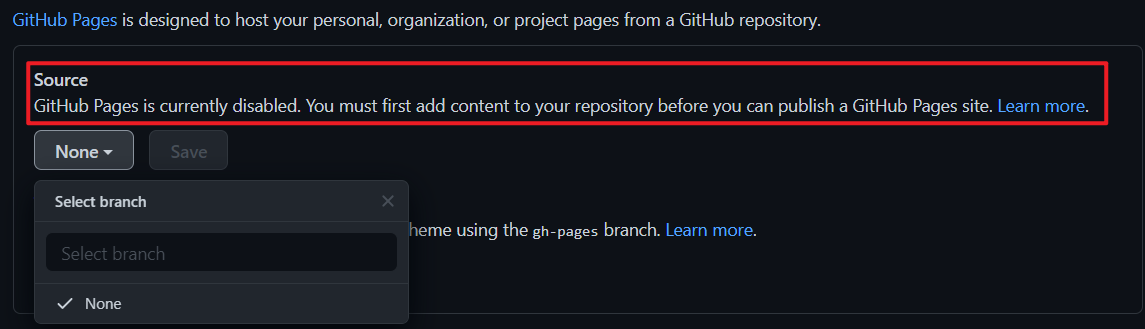 GitHub Pages is designed to host your personal, organization, or project pages from a GitHub repository.
Source
GitHub Pages is currently disabled. You must first add content to your repository before you can publish a GitHub Pages site. Learn more.
None Save
Select branch
heme using the gh-pages branch. Learn more.
Select branch
None